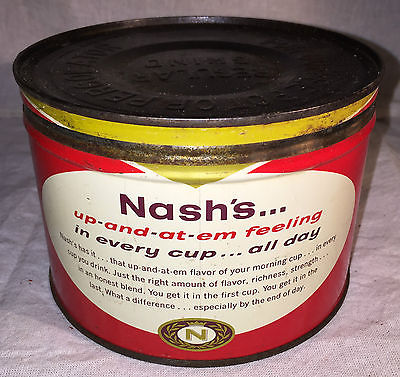 REGULAR
GRIND
Nash's...
up-and-at-em feeling
in every cup... all day
Nash's has it... that up-and-at-em flavor of your morning cup... in every
cup you drink. Just the right amount of flavor, richness, strength...
in an honest blend. You get it in the first cup. You get it in the
last. What a difference... especially by the end of day.
N